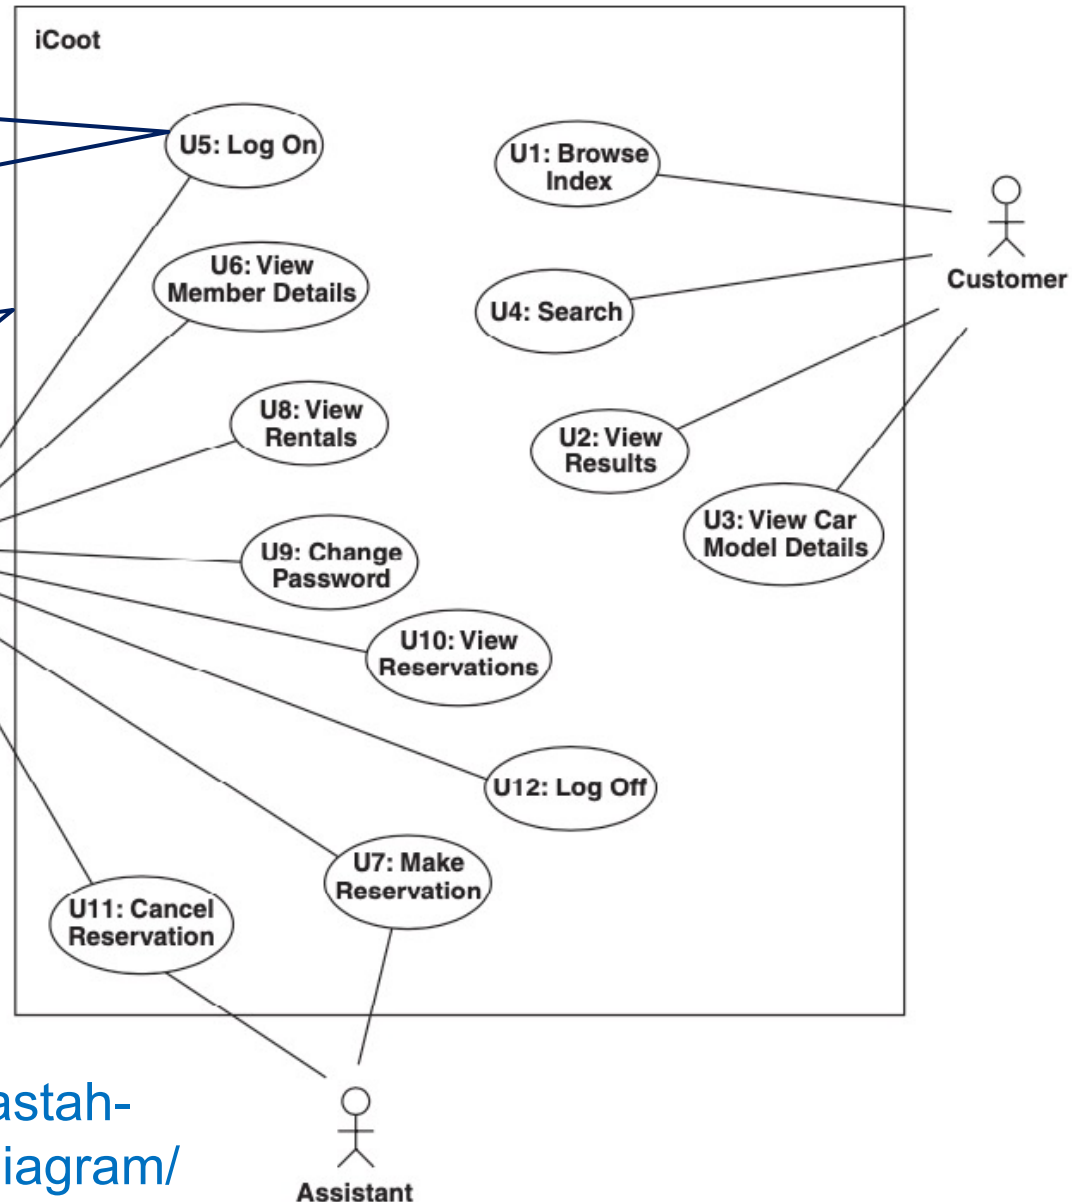 iCoot
U5: Log On
U1: Browse
Index
U6: View
Member Details
Customer
U4: Search
U8: View
Rentals
U2: View
Results
U3: View Car
Model Details
U9: Change
Password
U10: View
Reservations
U12: Log Off
U7: Make
Reservation
U11: Cancel
Reservation
astah-
iagram/
Assistant